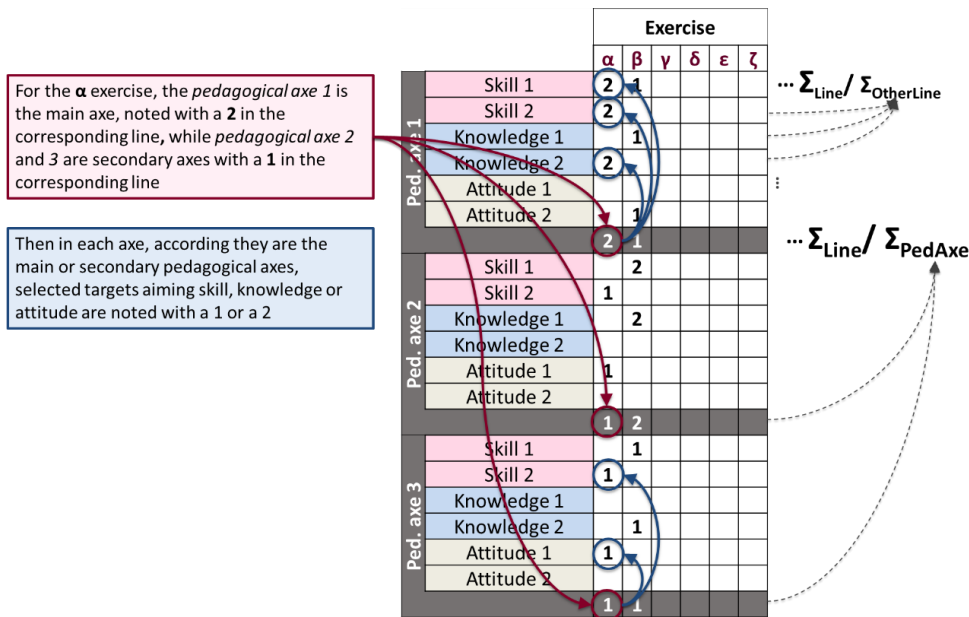 Exercise
α β γ δ ε ζ
For the α exercise, the pedagogical axe 1 is
the main axe, noted with a 2 in the
corresponding line, while pedagogical axe 2
and 3 are secondary axes with a 1 in the
corresponding line
Then in each axe, according they are the
main or secondary pedagogical axes,
selected targets aiming skill, knowledge or
attitude are noted with a 1 or a 2
Ped. axe 1
Skill 1 2 1
Skill 2 2
Knowledge 1 1
Knowledge 2 2
Attitude 1
Attitude 2 1
2 1
Ped. axe 2
Skill 1 2
Skill 2 1
Knowledge 1 2
Knowledge 2
Attitude 1 1
Attitude 2
1 2
Ped. axe 3
Skill 1 1
Skill 2 1
Knowledge 1
Knowledge 2 1
Attitude 1 1
Attitude 2
1 1
... ΣLine/ ΣOtherLine
...
... ΣLine/ ΣPedAxe